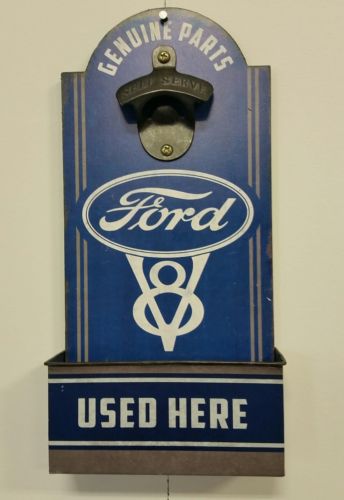 GENUINE PARTS
SELF SERVE
Ford
V8
USED HERE